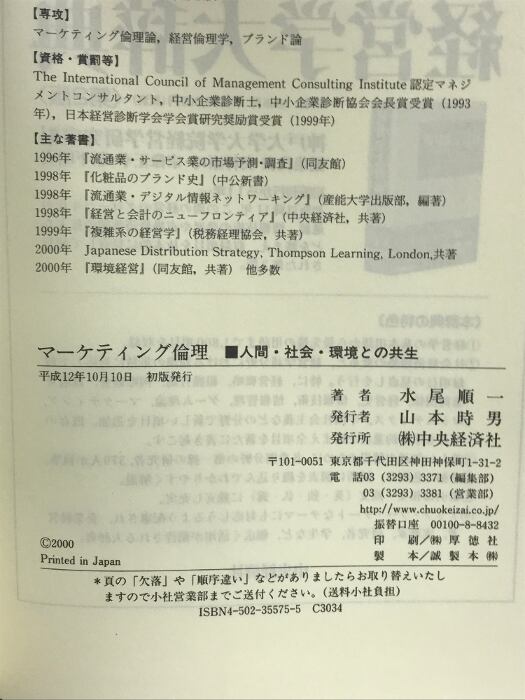 【専攻】
マーケティング倫理論，経営倫理学，ブランド論
【資格・賞罰等】
The International Council of Management Consulting Institute 認定マネジ
メントコンサルタント，中小企業診断士，中小企業診断協会会長賞受賞（1993
年），日本経営診断学会学会賞研究奨励賞受賞（1999年）
【主な著書】
1996年 『流通業・サービス業の市場予測・調査』（同友館）
1998年 『化粧品のブランド史』（中公新書）
1998年 『流通業・デジタル情報ネットワーキング』（産能大学出版部，編著）
1998年 『経営と会計のニューフロンティア』（中央経済社，共著）
1999年 『複雑系の経営学』（税務経理協会，共著）
2000年 Japanese Distribution Strategy, Thompson Learning, London,共著
2000年 『環境経営』（同友館，共著） 他多数
マーケティング倫理 ■人間・社会・環境との共生
平成12年10月10日 初版発行
著者 水尾順一
発行者 山本時男
発行所 ㈱中央経済社
〒101-0051 東京都千代田区神田神保町1-31-2
電話03（3293）3371（編集部）
03（3293）3381（営業部）
http://www.chuokeizai.co.jp/
振替口座 00100-8-8432
印刷／㈱厚徳社
製本／誠製本㈱
©2000
Printed in Japan
＊頁の「欠落」や「順序違い」などがありましたらお取り替えいたし
ますので小社営業部までご送付ください。（送料小社負担）
ISBN4-502-35575-5 C3034